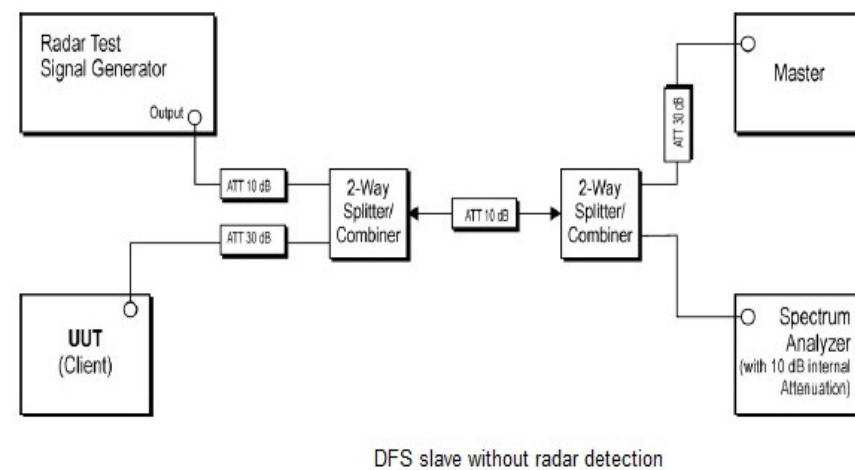 Radar Test
Signal Generator
Output
ATT 10 dB
ATT 30 dB
2-Way
Splitter/
Combiner
ATT 10 dB
2-Way
Splitter/
Combiner
ATT 30 dB
Master
UUT
(Client)
Spectrum
Analyzer
(with 10 dB internal
Attenuation)
DFS slave without radar detection